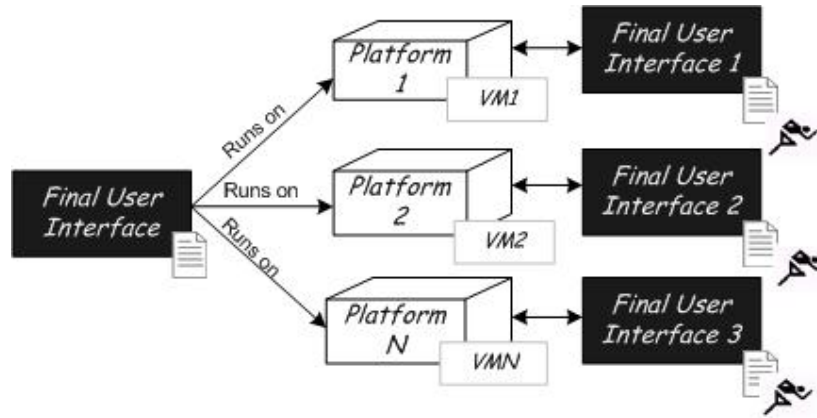 Final User
Interface
Runs on
Runs on
Runs on
Platform
1
VM1
Final User
Interface 1
Platform
2
VM2
Final User
Interface 2
Platform
N
VMN
Final User
Interface 3